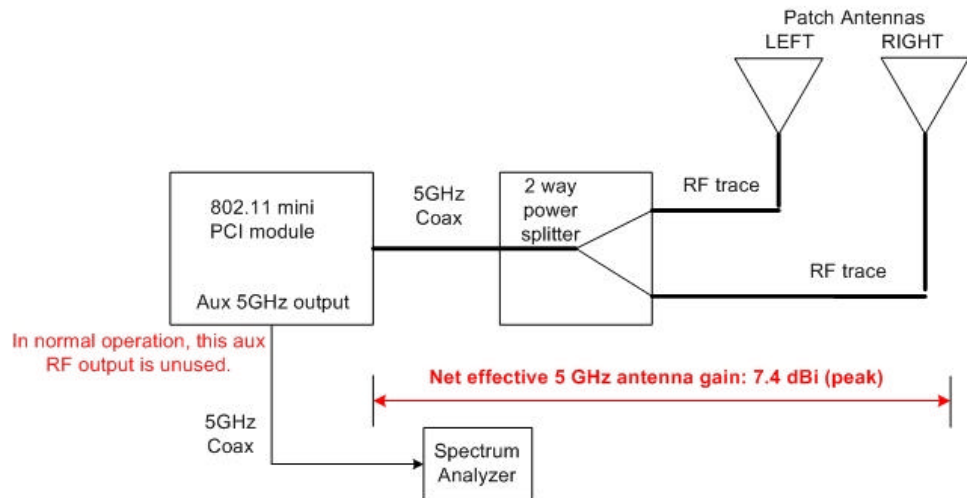 Patch Antennas
LEFT
RIGHT
802.11 mini
PCI module
Aux 5GHz output
5GHz
Coax
2 way
power
splitter
RF trace
RF trace
In normal operation, this aux
RF output is unused.
Net effective 5 GHz antenna gain: 7.4 dBi (peak)
5GHz
Coax
Spectrum
Analyzer